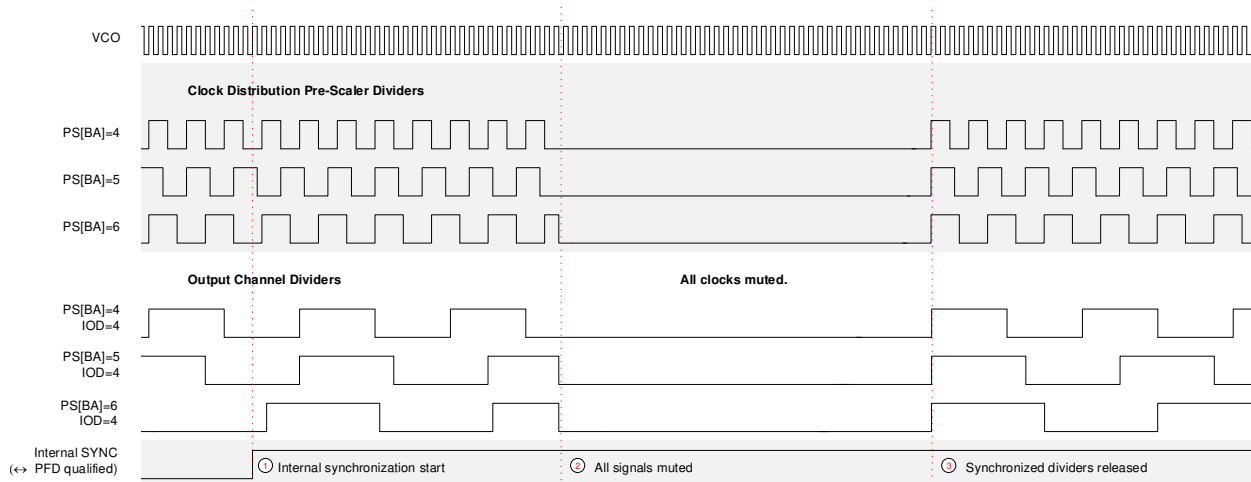 VCO
Clock Distribution Pre-Scaler Dividers
PS[BA]=4
PS[BA]=5
PS[BA]=6
Output Channel Dividers
All clocks muted.
PS[BA]=4
IOD=4
PS[BA]=5
IOD=4
PS[BA]=6
IOD=4
Internal SYNC
(↔ PFD qualified)
1 Internal synchronization start
2 All signals muted
3 Synchronized dividers released